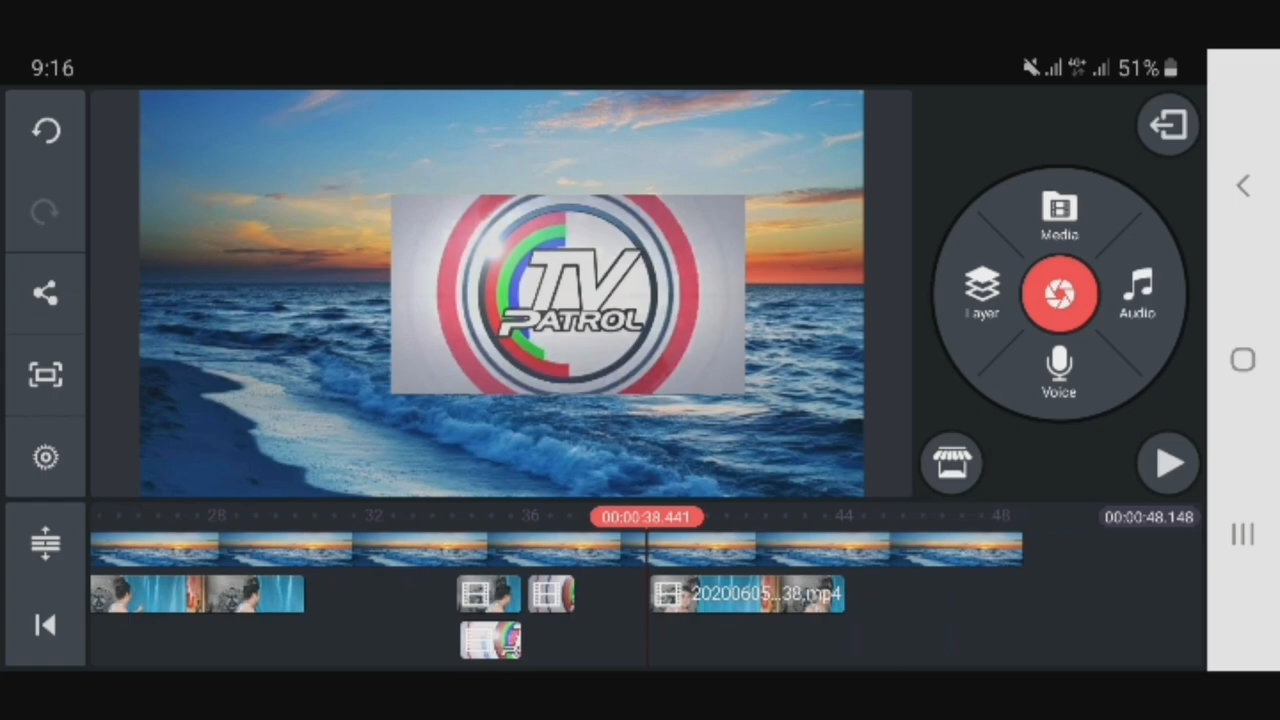 9:16
4G+ 51%
Media
Layer
Audio
Voice
TV
PATROL
28 32 36 00:00:38.441 44 48 00:00:48.148
20200605...38.mp4